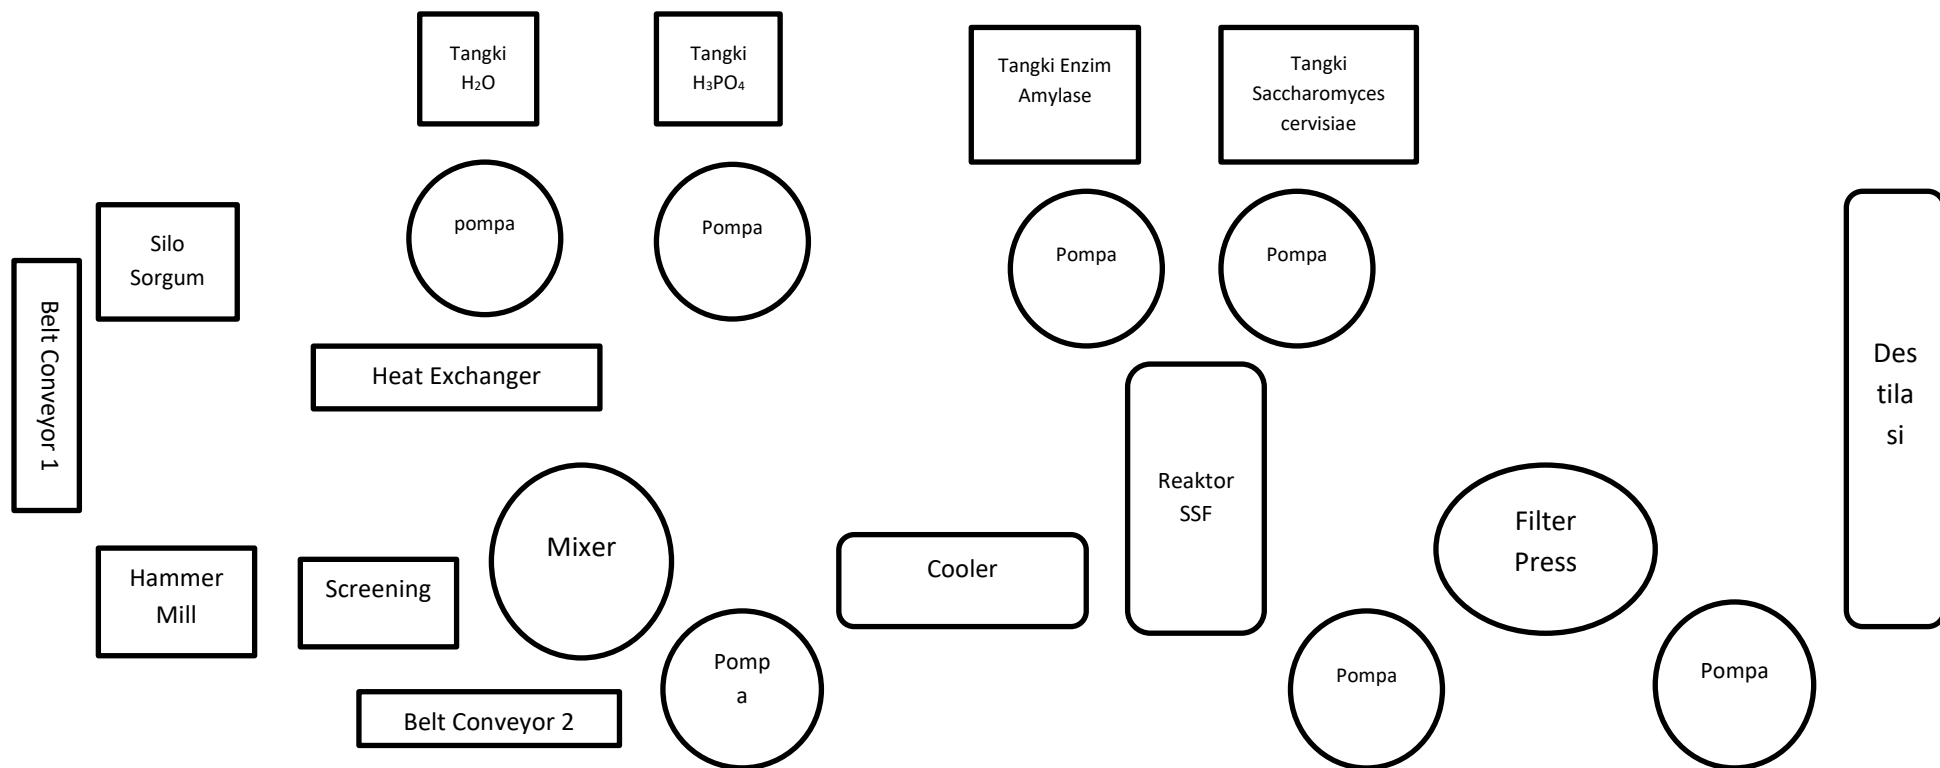 Tangki
H₂O
Tangki
H₃PO₄
Tangki Enzim
Amylase
Tangki
Saccharomyces
cervisiae
Silo
Sorgum
pompa
Pompa
Pompa
Pompa
Belt Conveyor 1
Heat Exchanger
Des
tila
si
Reaktor
SSF
Mixer
Filter
Press
Hammer
Mill
Screening
Cooler
Pomp
a
Pompa
Pompa
Belt Conveyor 2